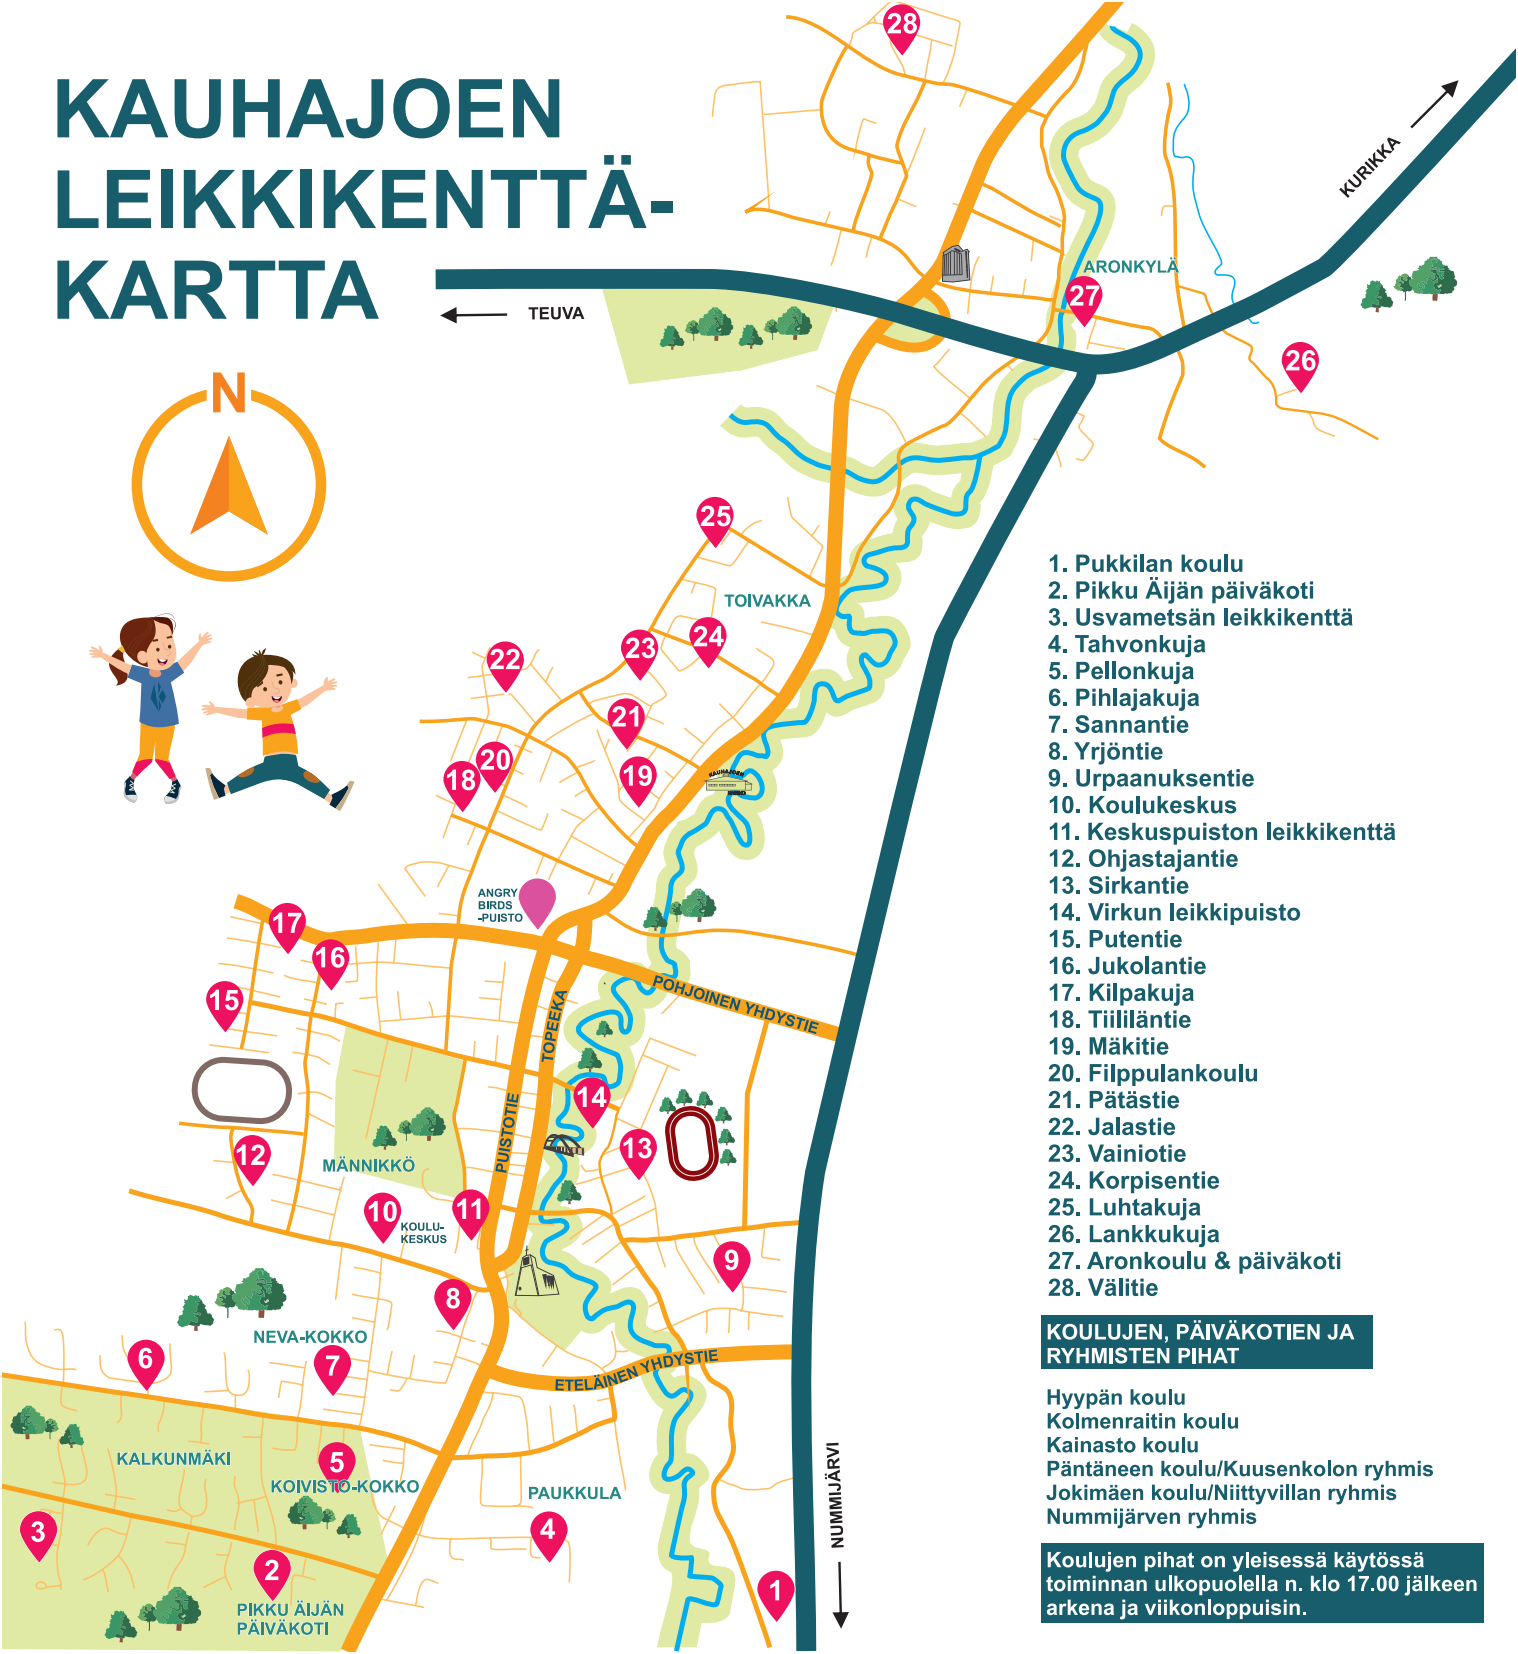 KAUHAJOEN
LEIKKIKENTTÄ-
KARTTA
N
TEUVA
KURIKKA
ARONKYLÄ
28
27
26
25
TOIVAKKA
24
23
22
21
20
19
18
KAUHAJOEN
ANGRY
BIRDS
-PUISTO
17
16
15
POHJOINEN YHDYSTIE
TOPEEKA
PUISTOTIE
14
13
12
MÄNNIKKÖ
11
10
KOULU-
KESKUS
9
8
NEVA-KOKKO
7
6
ETELÄINEN YHDYSTIE
KALKUNMÄKI
5
KOIVISTO-KOKKO
PAUKKULA
4
3
2
PIKKU ÄIJÄN
PÄIVÄKOTI
1
NUMMIJÄRVI
1. Pukkilan koulu
2. Pikku Äijän päiväkoti
3. Usvametsän leikkikenttä
4. Tahvonkuja
5. Pellonkuja
6. Pihlajakuja
7. Sannantie
8. Yrjöntie
9. Urpaanuksentie
10. Koulukeskus
11. Keskuspuiston leikkikenttä
12. Ohjastajantie
13. Sirkantie
14. Virkun leikkipuisto
15. Putentie
16. Jukolantie
17. Kilpakuja
18. Tiililäntie
19. Mäkitie
20. Filppulankoulu
21. Pätästie
22. Jalastie
23. Vainiotie
24. Korpisentie
25. Luhtakuja
26. Lankkukuja
27. Aronkoulu & päiväkoti
28. Välitie
KOULUJEN, PÄIVÄKOTIEN JA
RYHMISTEN PIHAT
Hyypän koulu
Kolmenraitin koulu
Kainasto koulu
Päntäneen koulu/Kuusenkolon ryhmis
Jokimäen koulu/Niittyvillan ryhmis
Nummijärven ryhmis
Koulujen pihat on yleisessä käytössä
toiminnan ulkopuolella n. klo 17.00 jälkeen
arkena ja viikonloppuisin.